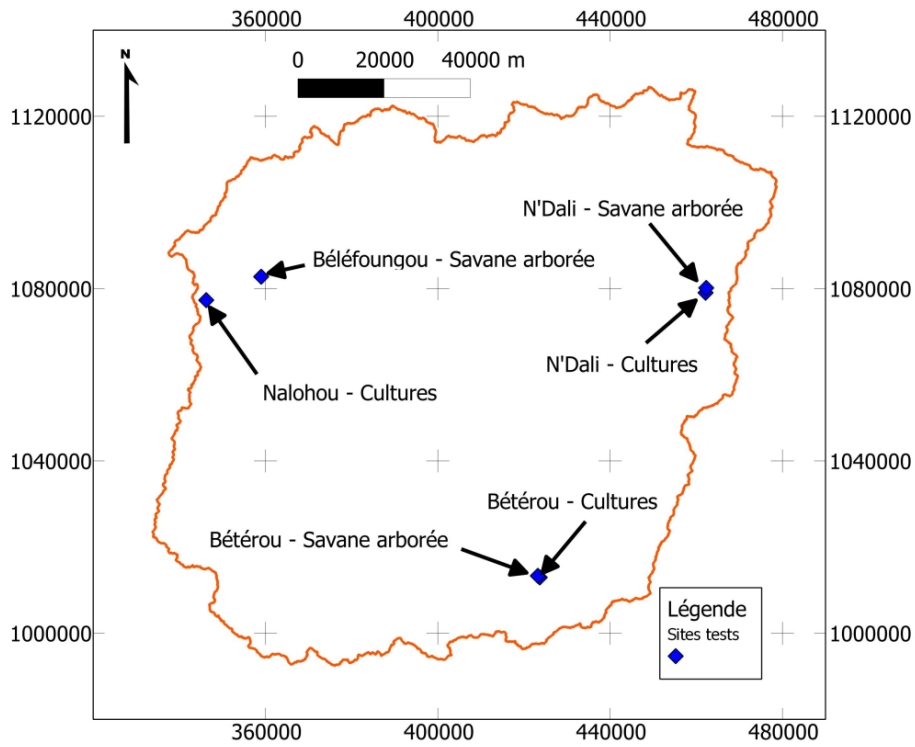 360000 400000 440000 480000
N 0 20000 40000 m
1120000 1120000
N'Dali - Savane arborée
Béléfoungou - Savane arborée
1080000 1080000
N'Dali - Cultures
Nalohou - Cultures
1040000 1040000
Bétérou - Cultures
Bétérou - Savane arborée
Légende
1000000 1000000
Sites tests
360000 400000 440000 480000